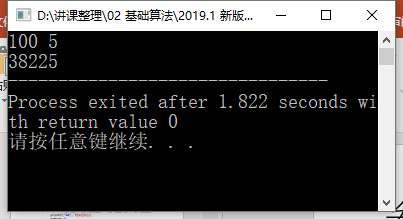 D:\讲课整理\02 基础算法\2019.1 新版...
100 5
38225
--------------------------------
Process exited after 1.822 seconds wi
th return value 0
请按任意键继续. . .